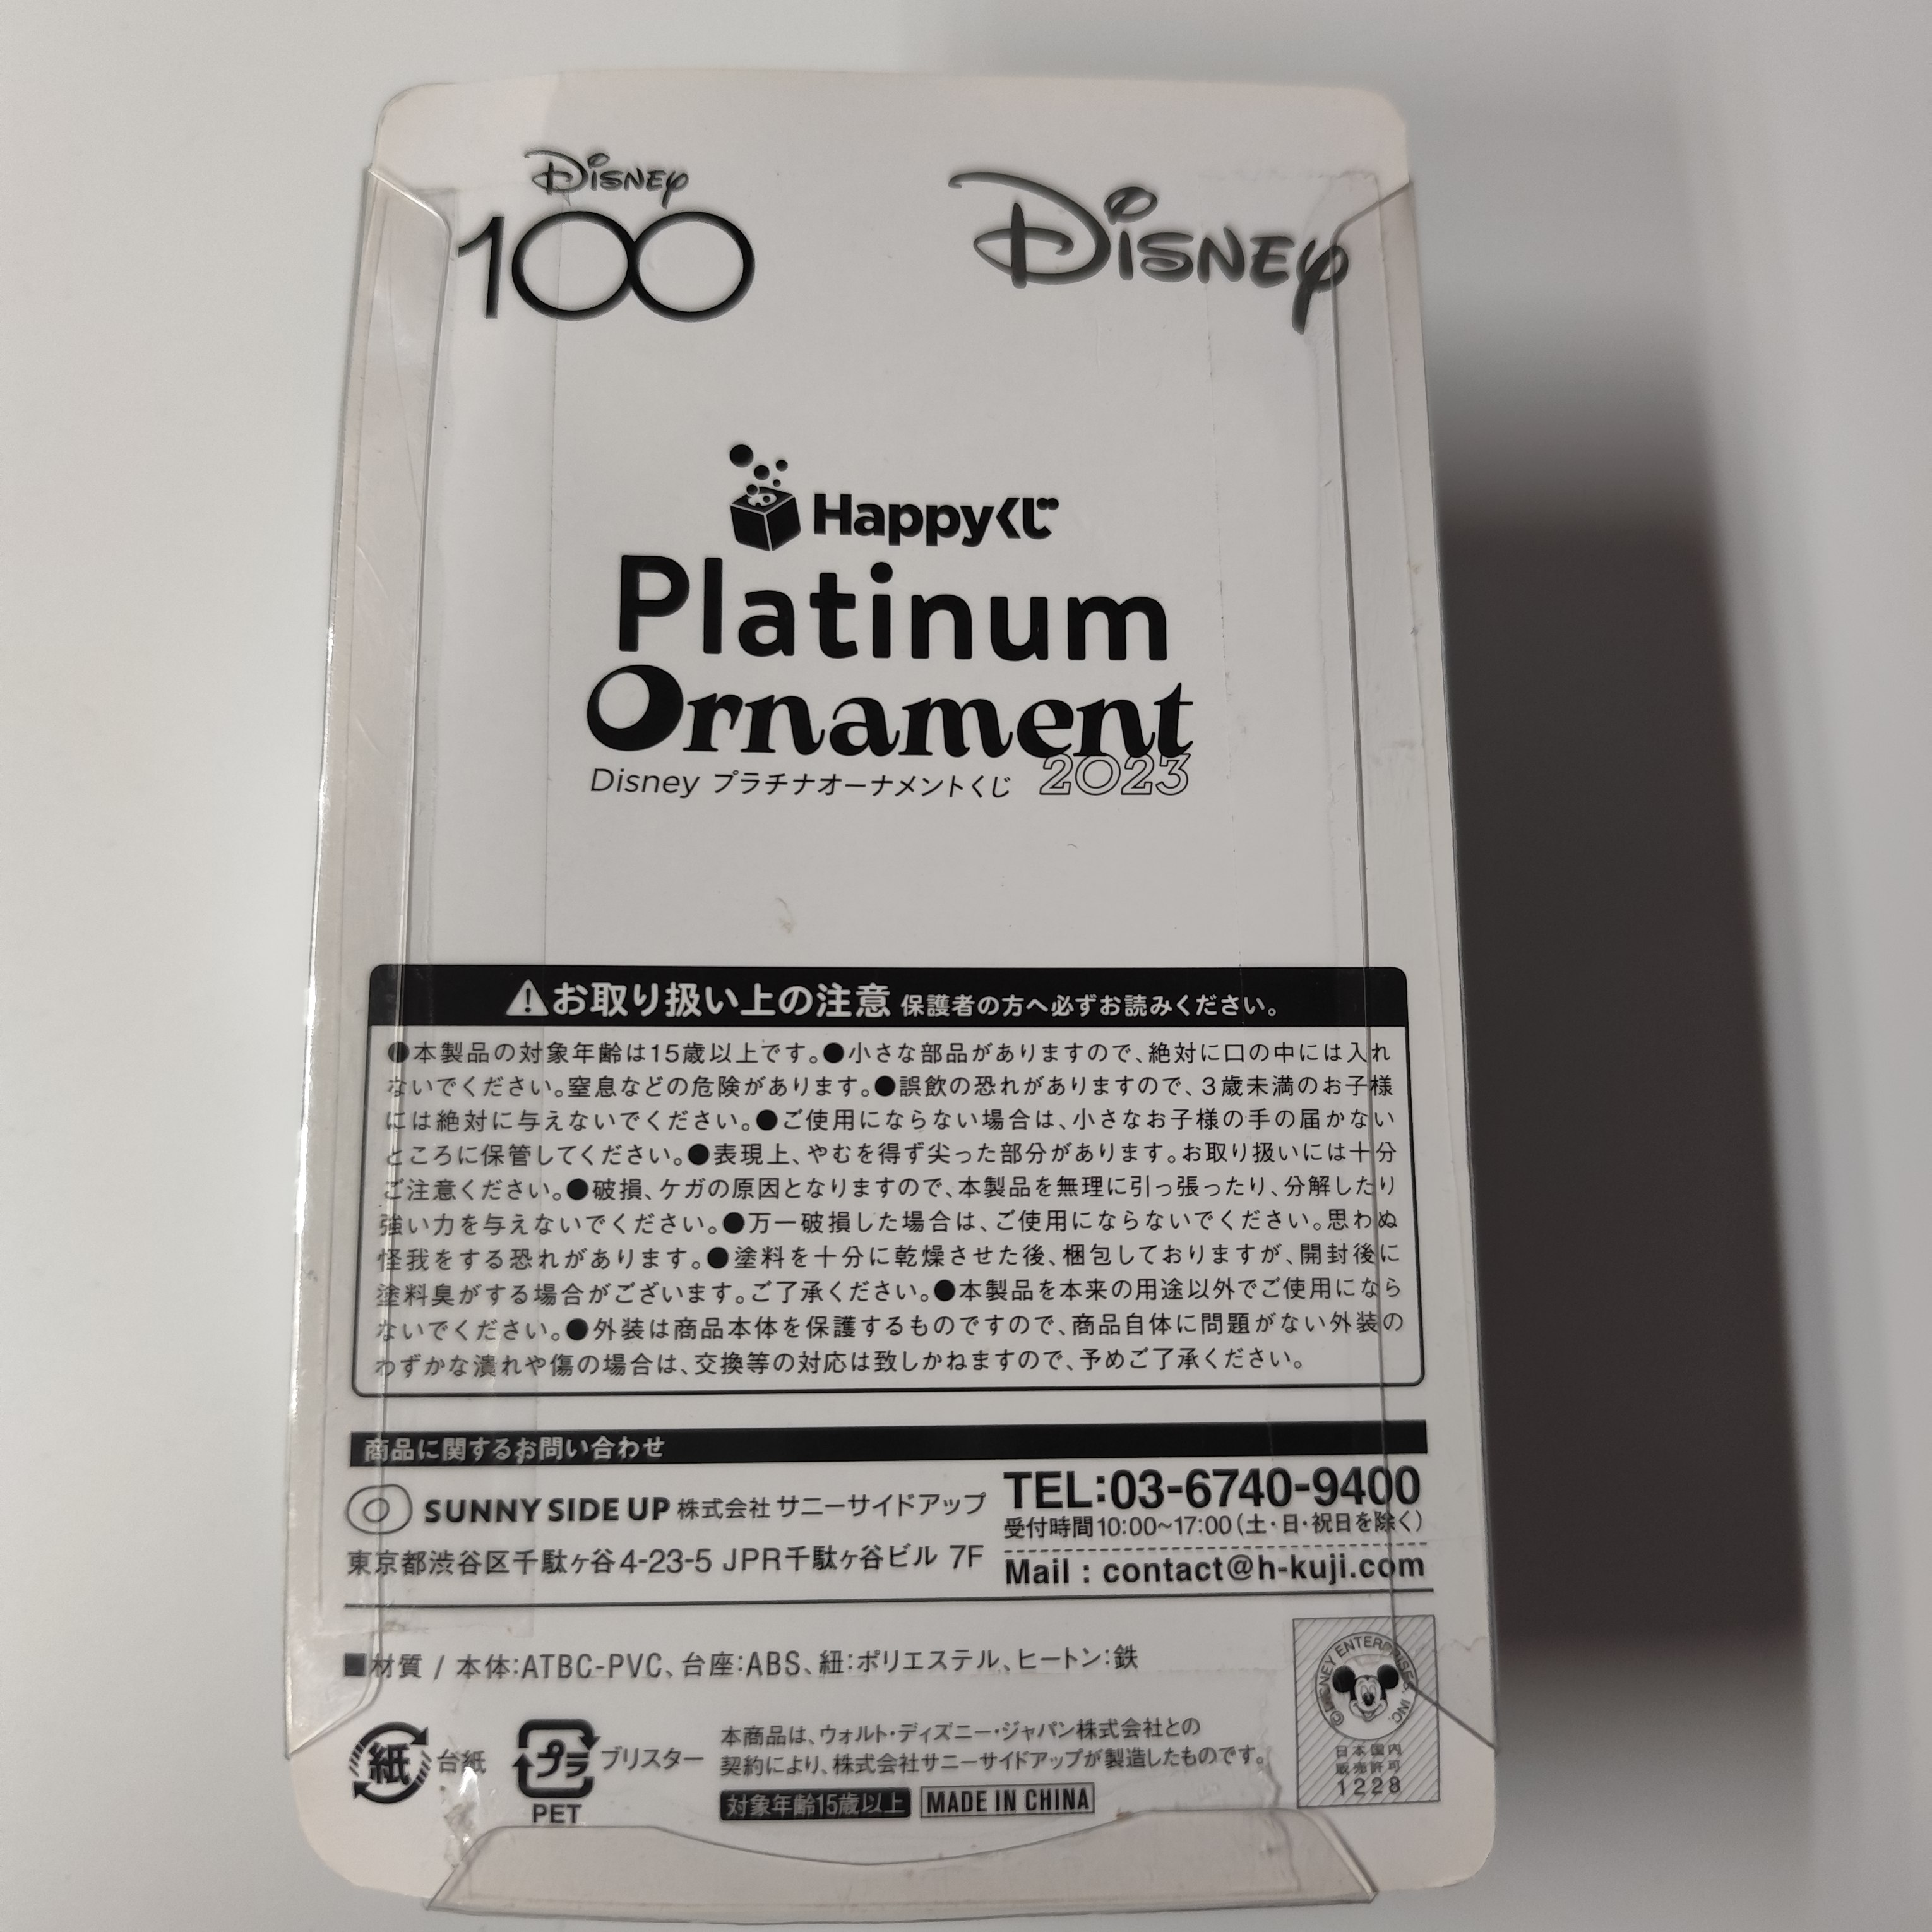 Disney
100
Disney
Happyくじ
Platinum
Ornament
Disney プラチナオーナメントくじ 2023
お取り扱い上の注意 保護者の方へ必ずお読みください。
●本製品の対象年齢は15歳以上です。●小さな部品がありますので、絶対に口の中には入れ
ないでください。窒息などの危険があります。●誤飲の恐れがありますので、3歳未満のお子様
には絶対に与えないでください。●ご使用にならない場合は、小さなお子様の手の届かない
ところに保管してください。●表現上、やむを得ず尖った部分があります。お取り扱いには十分
ご注意ください。●破損、ケガの原因となりますので、本製品を無理に引っ張ったり、分解したり
強い力を与えないでください。●万一破損した場合は、ご使用にならないでください。思わぬ
怪我をする恐れがあります。●塗料を十分に乾燥させた後、梱包しておりますが、開封後に
塗料臭がする場合がございます。ご了承ください。●本製品を本来の用途以外でご使用になら
ないでください。●外装は商品本体を保護するものですので、商品自体に問題がない外装の
わずかな潰れや傷の場合は、交換等の対応は致しかねますので、予めご了承ください。
商品に関するお問い合わせ
SUNNY SIDE UP 株式会社 サニーサイドアップ
東京都渋谷区千駄ヶ谷4-23-5 JPR千駄ヶ谷ビル 7F
TEL:03-6740-9400
受付時間10:00~17:00(土・日・祝日を除く)
Mail : contact@h-kuji.com
■材質 / 本体:ATBC-PVC、台座:ABS、紐:ポリエステル、ヒートン:鉄
紙 台紙
プラ ブリスター
PET
本商品は、ウォルト・ディズニー・ジャパン株式会社との
契約により、株式会社サニーサイドアップが製造したものです。
対象年齢15歳以上 MADE IN CHINA
©DISNEY ENTERPRISES, INC.
日本国内
販売許可
1228